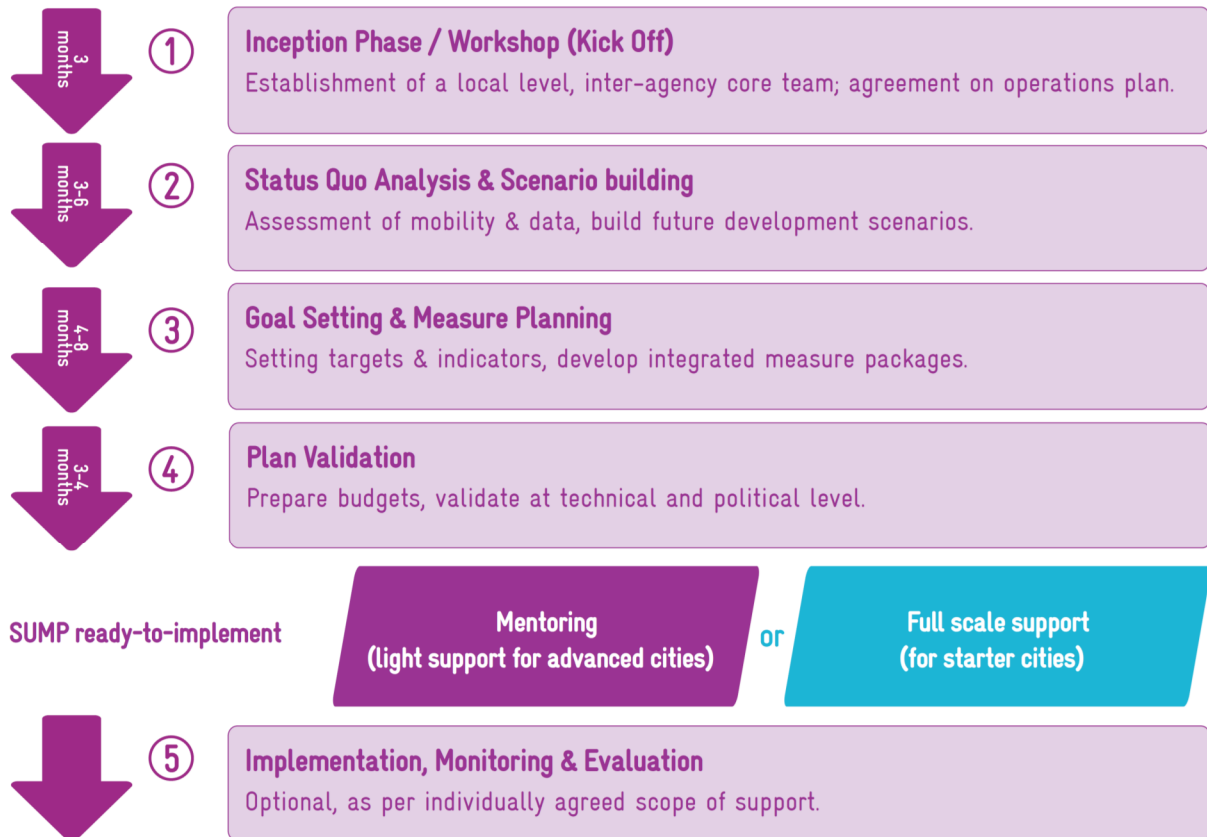 3
months
1
Inception Phase / Workshop (Kick Off)
Establishment of a local level, inter-agency core team; agreement on operations plan.
3-6
months
2
Status Quo Analysis & Scenario building
Assessment of mobility & data, build future development scenarios.
4-8
months
3
Goal Setting & Measure Planning
Setting targets & indicators, develop integrated measure packages.
3-4
months
4
Plan Validation
Prepare budgets, validate at technical and political level.
SUMP ready-to-implement
Mentoring
(light support for advanced cities)
or
Full scale support
(for starter cities)
5
Implementation, Monitoring & Evaluation
Optional, as per individually agreed scope of support.